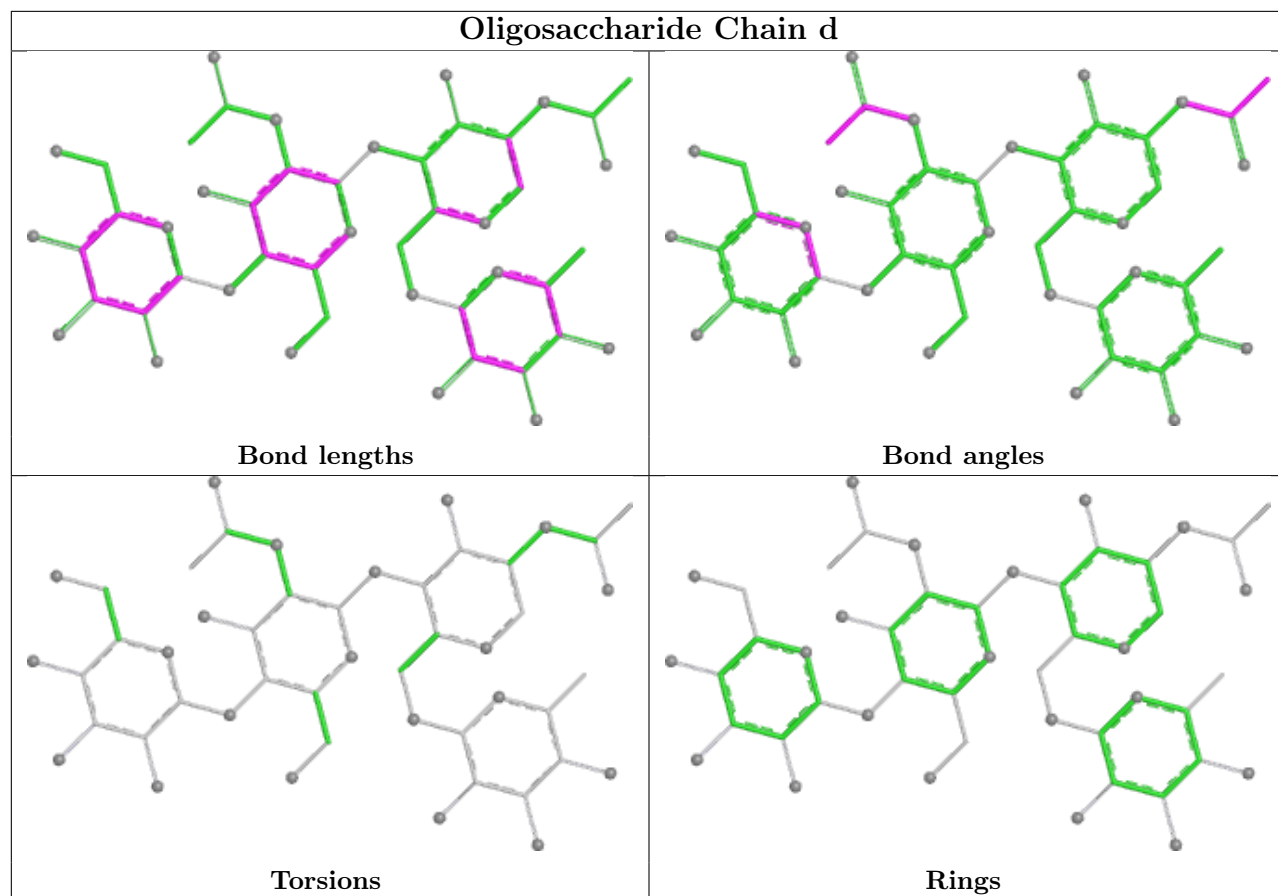 Oligosaccharide Chain d
Bond lengths
Bond angles
Torsions
Rings